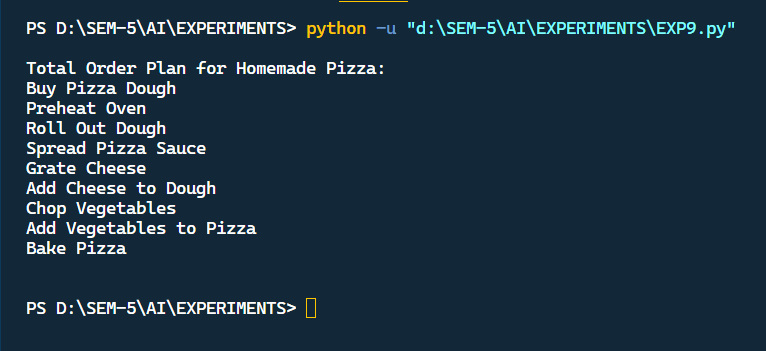 PS D:\SEM-5\AI\EXPERIMENTS> python -u "d:\SEM-5\AI\EXPERIMENTS\EXP9.py"
Total Order Plan for Homemade Pizza:
Buy Pizza Dough
Preheat Oven
Roll Out Dough
Spread Pizza Sauce
Grate Cheese
Add Cheese to Dough
Chop Vegetables
Add Vegetables to Pizza
Bake Pizza
PS D:\SEM-5\AI\EXPERIMENTS>